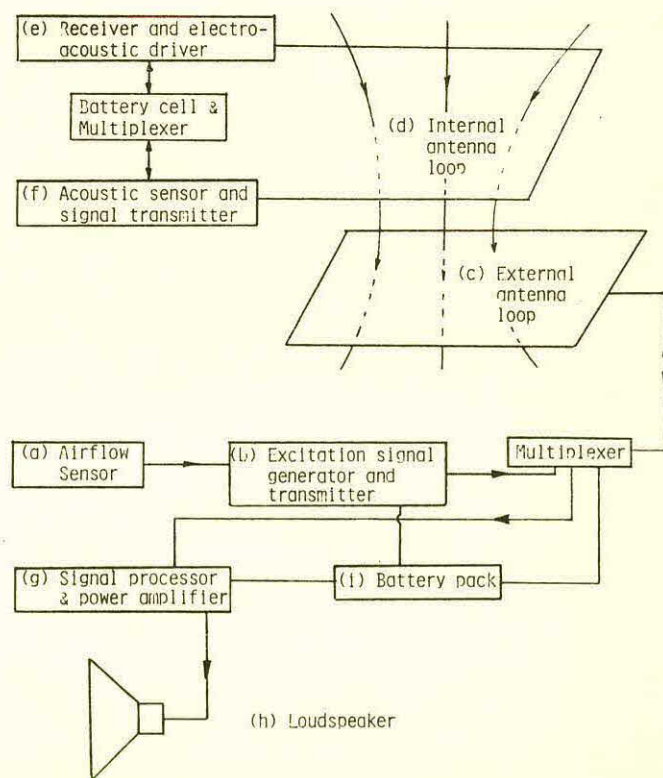 (e) Receiver and electro-
acoustic driver
Battery cell &
Multiplexer
(d) Internal
antenna
loop
(f) Acoustic sensor and
signal transmitter
(c) External
antenna
loop
(a) Airflow
Sensor
(b) Excitation signal
generator and
transmitter
Multiplexer
(g) Signal processor
& power amplifier
(i) Battery pack
(h) Loudspeaker